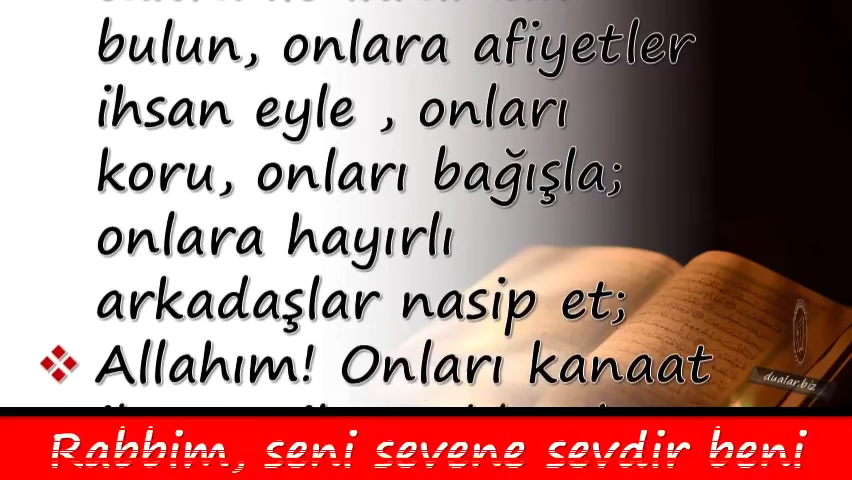 bulun, onlara afiyetler
ihsan eyle , onları
koru, onları bağışla;
onlara hayırlı
arkadaşlar nasip et;
Allahım! Onları kanaat
dualar.biz
Rabbim, seni sevene sevdir beni